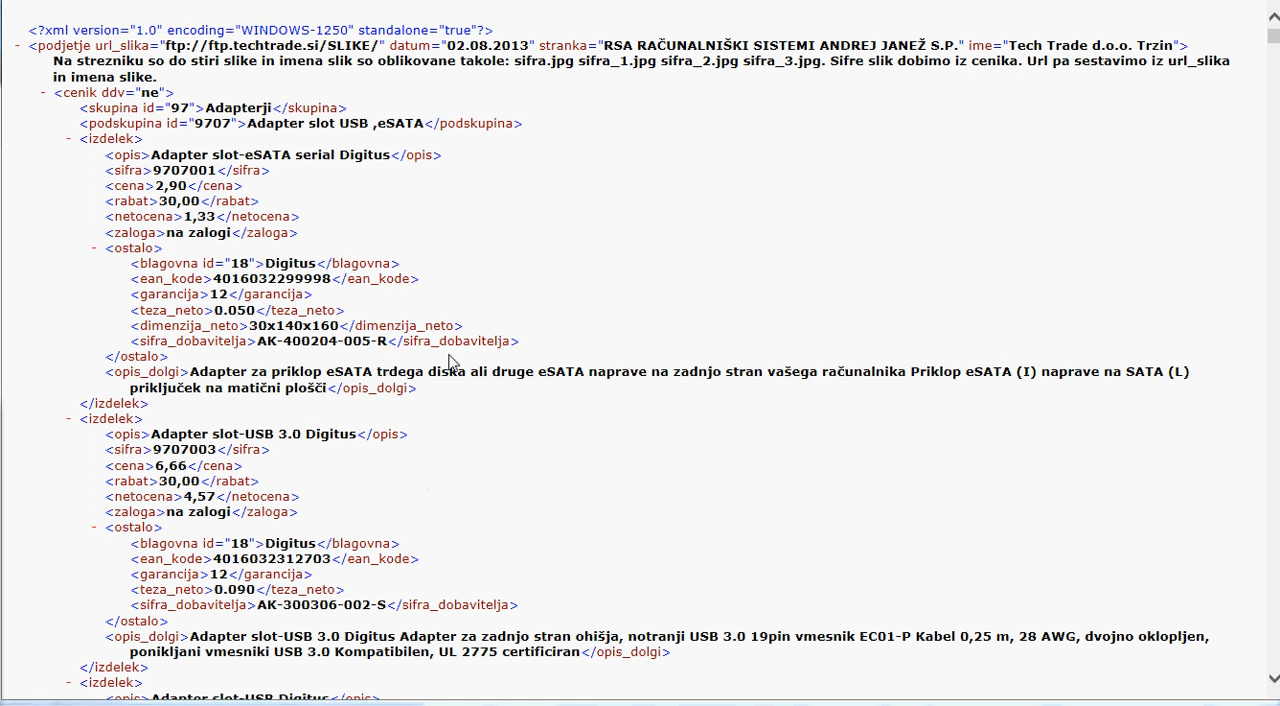 <?xml version="1.0" encoding="WINDOWS-1250" standalone="true"?>
- <podjetje url_slika="ftp://ftp.techtrade.si/SLIKE/" datum="02.08.2013" stranka="RSA RAČUNALNIŠKI SISTEMI ANDREJ JANEŽ S.P." ime="Tech Trade d.o.o. Trzin">
Na strezniku so do stiri slike in imena slik so oblikovane takole: sifra.jpg sifra_1.jpg sifra_2.jpg sifra_3.jpg. Sifre slik dobimo iz cenika. Url pa sestavimo iz url_slika
in imena slike.
- <cenik ddv="ne">
<skupina id="97">Adapterji</skupina>
<podskupina id="9707">Adapter slot USB ,eSATA</podskupina>
- <izdelek>
<opis>Adapter slot-eSATA serial Digitus</opis>
<sifra>9707001</sifra>
<cena>2,90</cena>
<rabat>30,00</rabat>
<netocena>1,33</netocena>
<zaloga>na zalogi</zaloga>
- <ostalo>
<blagovna id="18">Digitus</blagovna>
<ean_kode>4016032299998</ean_kode>
<garancija>12</garancija>
<teza_neto>0.050</teza_neto>
<dimenzija_neto>30x140x160</dimenzija_neto>
<sifra_dobavitelja>AK-400204-005-R</sifra_dobavitelja>
</ostalo>
<opis_dolgi>Adapter za priklop eSATA trdega diska ali druge eSATA naprave na zadnjo stran vašega računalnika Priklop eSATA (I) naprave na SATA (L)
priključek na matični plošči</opis_dolgi>
</izdelek>
- <izdelek>
<opis>Adapter slot-USB 3.0 Digitus</opis>
<sifra>9707003</sifra>
<cena>6,66</cena>
<rabat>30,00</rabat>
<netocena>4,57</netocena>
<zaloga>na zalogi</zaloga>
- <ostalo>
<blagovna id="18">Digitus</blagovna>
<ean_kode>4016032312703</ean_kode>
<garancija>12</garancija>
<teza_neto>0.090</teza_neto>
<sifra_dobavitelja>AK-300306-002-S</sifra_dobavitelja>
</ostalo>
<opis_dolgi>Adapter slot-USB 3.0 Digitus Adapter za zadnjo stran ohišja, notranji USB 3.0 19pin vmesnik EC01-P Kabel 0,25 m, 28 AWG, dvojno oklopljen,
ponikljani vmesniki USB 3.0 Kompatibilen, UL 2775 certificiran</opis_dolgi>
</izdelek>
- <izdelek>
<opis>Adapter slot-USB Digitus</opis>